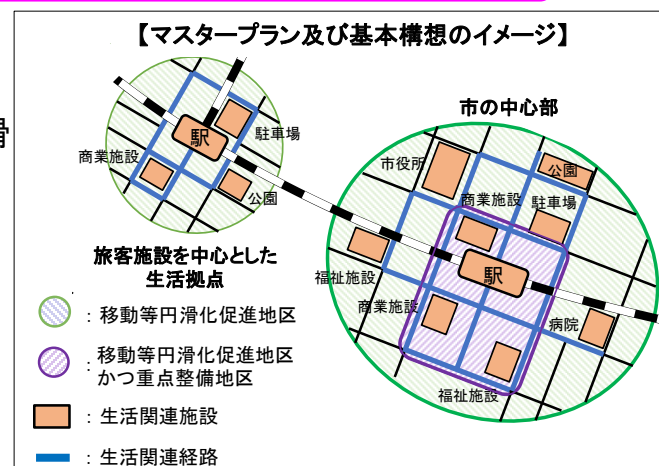 【マスタープラン及び基本構想のイメージ】
骨
市の中心部
駅
駐車場
商業施設
公園
市役所
公園
商業施設
駐車場
旅客施設を中心とした
生活拠点
福祉施設
駅
商業施設
病院
福祉施設
：移動等円滑化促進地区
：移動等円滑化促進地区
かつ重点整備地区
：生活関連施設
：生活関連経路